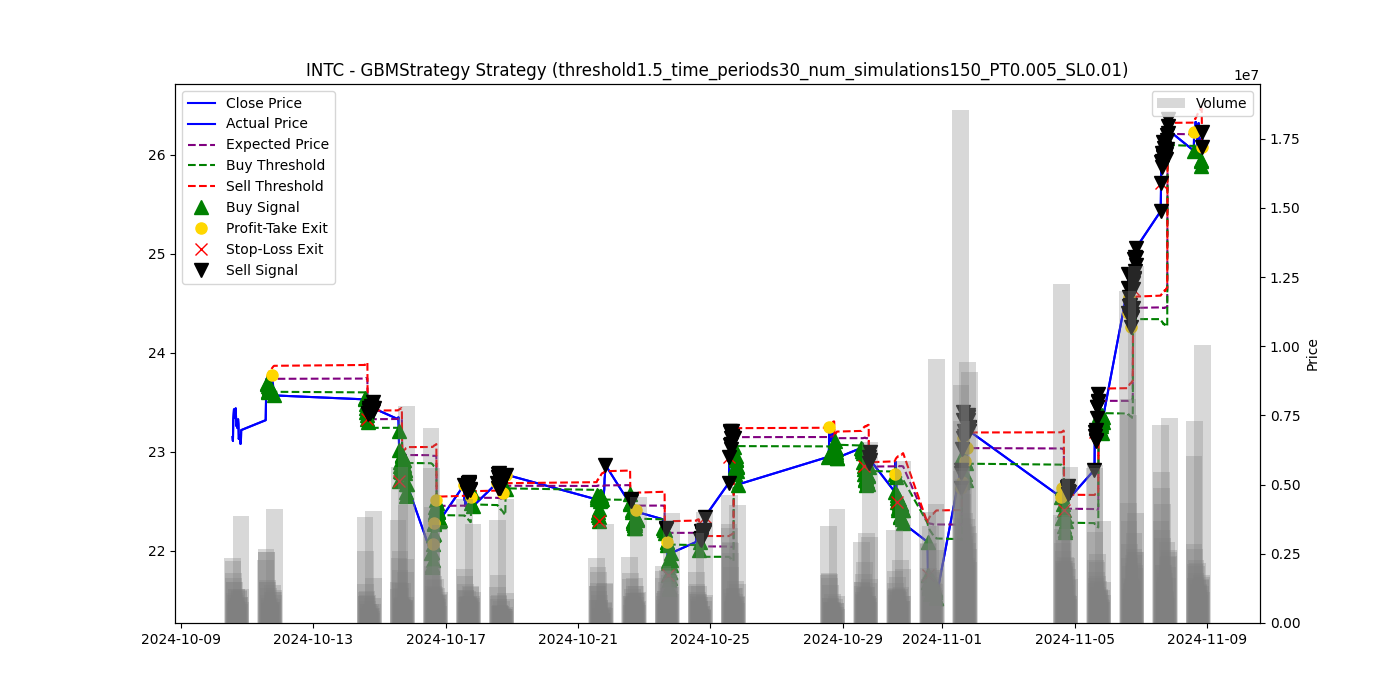 INTC - GBMStrategy Strategy (threshold1.5_time_periods30_num_simulations150_PT0.005_SL0.01)
1e7
Close Price
Actual Price
Expected Price
Buy Threshold
Sell Threshold
Buy Signal
Profit-Take Exit
Stop-Loss Exit
Sell Signal
Volume
26
25
24
23
22
1.75
1.50
1.25
1.00
0.75
0.50
0.25
0.00
Price
2024-10-09
2024-10-13
2024-10-17
2024-10-21
2024-10-25
2024-10-29
2024-11-01
2024-11-05
2024-11-09